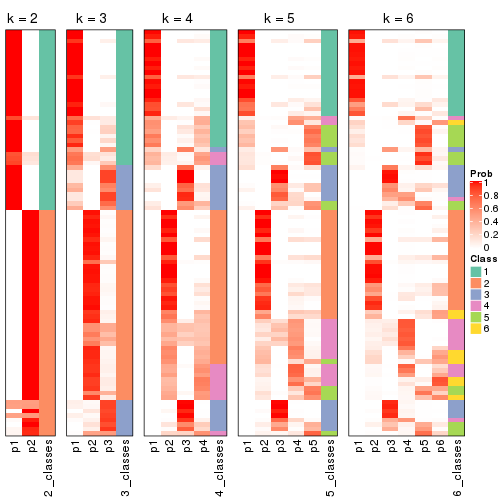 k = 2
k = 3
k = 4
k = 5
k = 6
Prob
1
0.8
0.6
0.4
0.2
0
Class
1
2
3
4
5
6
p1
p2
2_classes
p1
p2
p3
3_classes
p1
p2
p3
p4
4_classes
p1
p2
p3
p4
p5
5_classes
p1
p2
p3
p4
p5
p6
6_classes